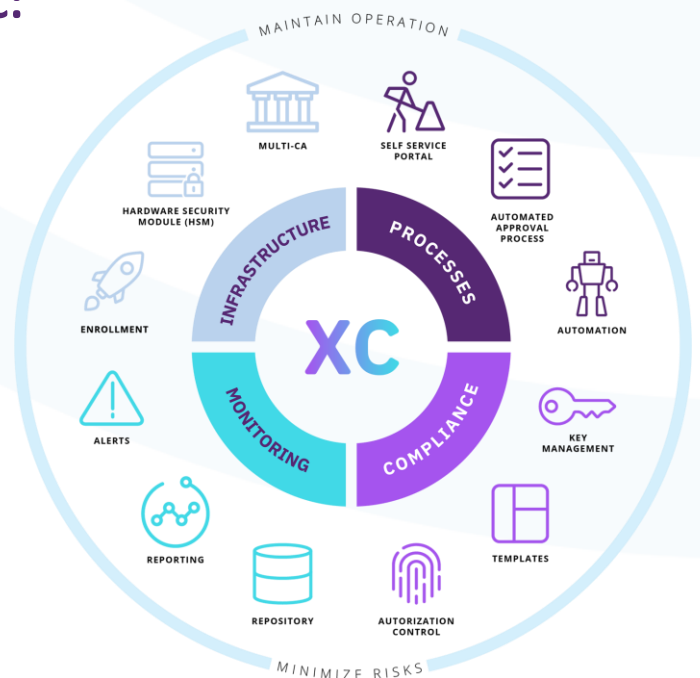 MAINTAIN OPERATION
MULTI-CA
SELF SERVICE
PORTAL
HARDWARE SECURITY
MODULE (HSM)
AUTOMATED
APPROVAL
PROCESS
INFRASTRUCTURE
PROCESSES
ENROLLMENT
AUTOMATION
XC
ALERTS
KEY
MANAGEMENT
MONITORING
COMPLIANCE
REPORTING
TEMPLATES
REPOSITORY
AUTORIZATION
CONTROL
MINIMIZE RISKS